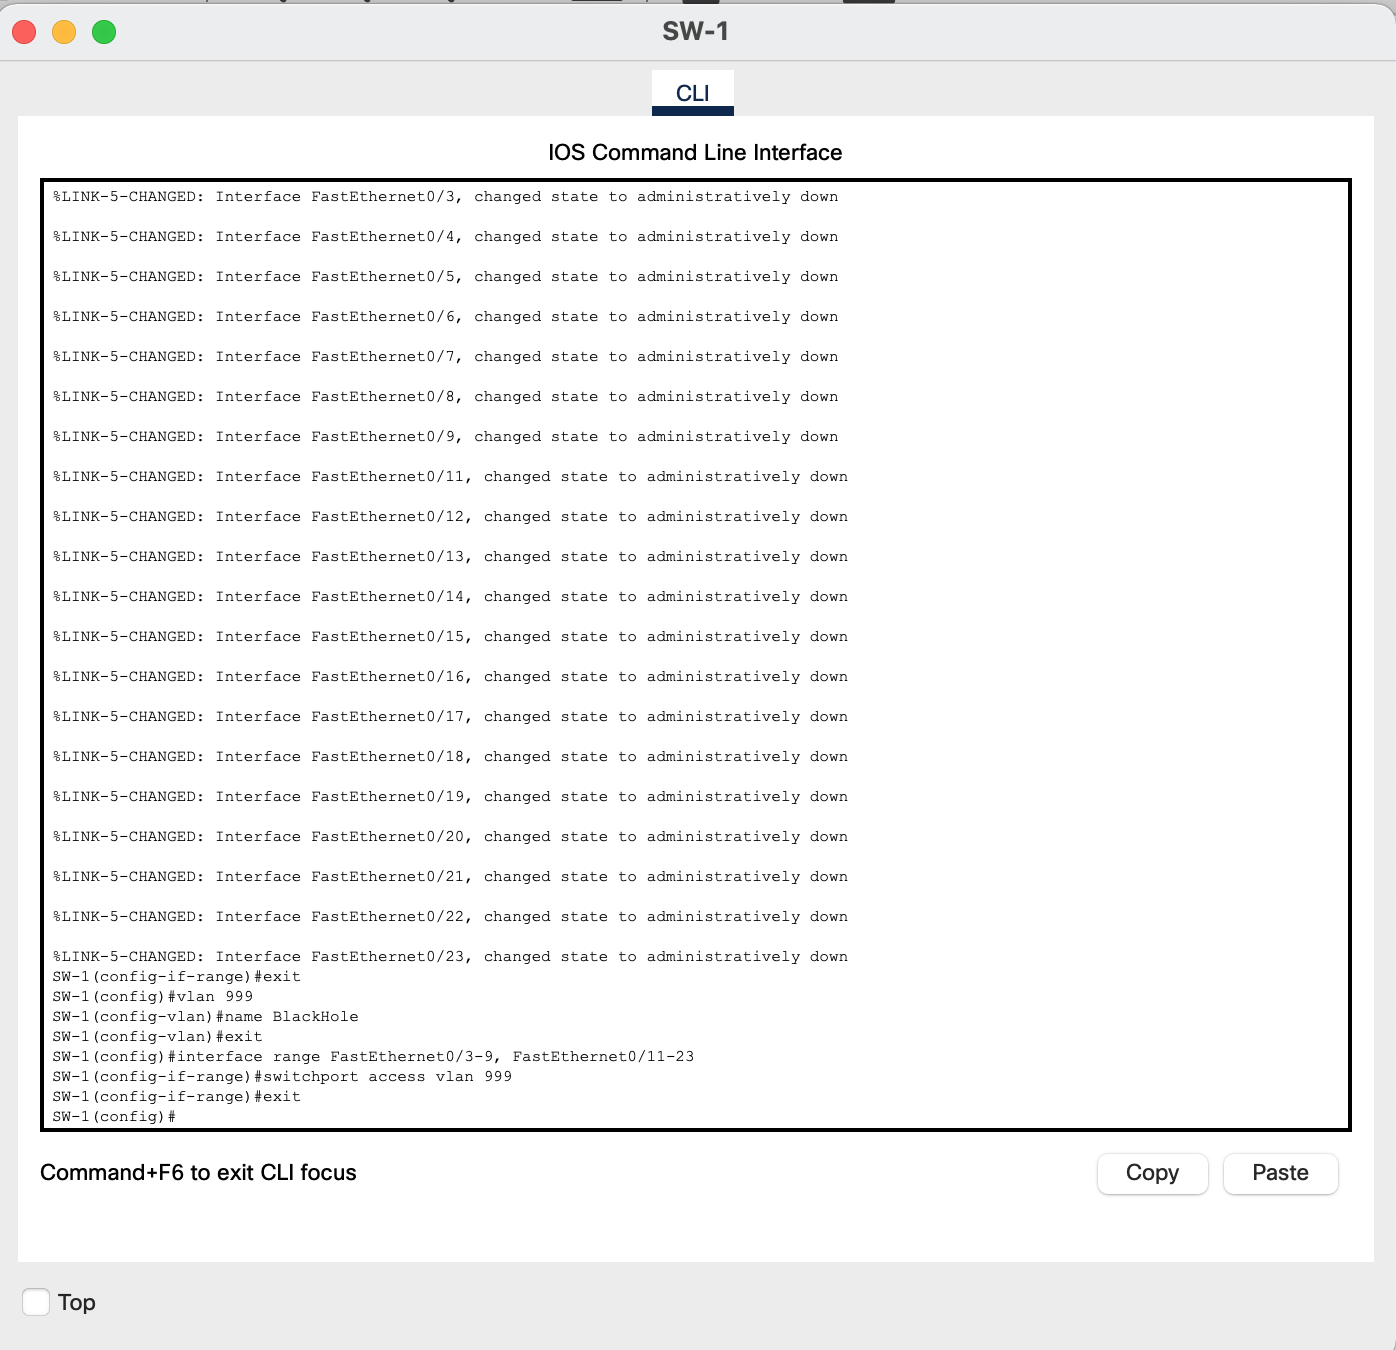 SW-1
CLI
IOS Command Line Interface
%LINK-5-CHANGED: Interface FastEthernet0/3, changed state to administratively down
%LINK-5-CHANGED: Interface FastEthernet0/4, changed state to administratively down
%LINK-5-CHANGED: Interface FastEthernet0/5, changed state to administratively down
%LINK-5-CHANGED: Interface FastEthernet0/6, changed state to administratively down
%LINK-5-CHANGED: Interface FastEthernet0/7, changed state to administratively down
%LINK-5-CHANGED: Interface FastEthernet0/8, changed state to administratively down
%LINK-5-CHANGED: Interface FastEthernet0/9, changed state to administratively down
%LINK-5-CHANGED: Interface FastEthernet0/11, changed state to administratively down
%LINK-5-CHANGED: Interface FastEthernet0/12, changed state to administratively down
%LINK-5-CHANGED: Interface FastEthernet0/13, changed state to administratively down
%LINK-5-CHANGED: Interface FastEthernet0/14, changed state to administratively down
%LINK-5-CHANGED: Interface FastEthernet0/15, changed state to administratively down
%LINK-5-CHANGED: Interface FastEthernet0/16, changed state to administratively down
%LINK-5-CHANGED: Interface FastEthernet0/17, changed state to administratively down
%LINK-5-CHANGED: Interface FastEthernet0/18, changed state to administratively down
%LINK-5-CHANGED: Interface FastEthernet0/19, changed state to administratively down
%LINK-5-CHANGED: Interface FastEthernet0/20, changed state to administratively down
%LINK-5-CHANGED: Interface FastEthernet0/21, changed state to administratively down
%LINK-5-CHANGED: Interface FastEthernet0/22, changed state to administratively down
%LINK-5-CHANGED: Interface FastEthernet0/23, changed state to administratively down
SW-1(config-if-range)#exit
SW-1(config)#vlan 999
SW-1(config-vlan)#name BlackHole
SW-1(config-vlan)#exit
SW-1(config)#interface range FastEthernet0/3-9, FastEthernet0/11-23
SW-1(config-if-range)#switchport access vlan 999
SW-1(config-if-range)#exit
SW-1(config)#
Command+F6 to exit CLI focus
Copy
Paste
Top